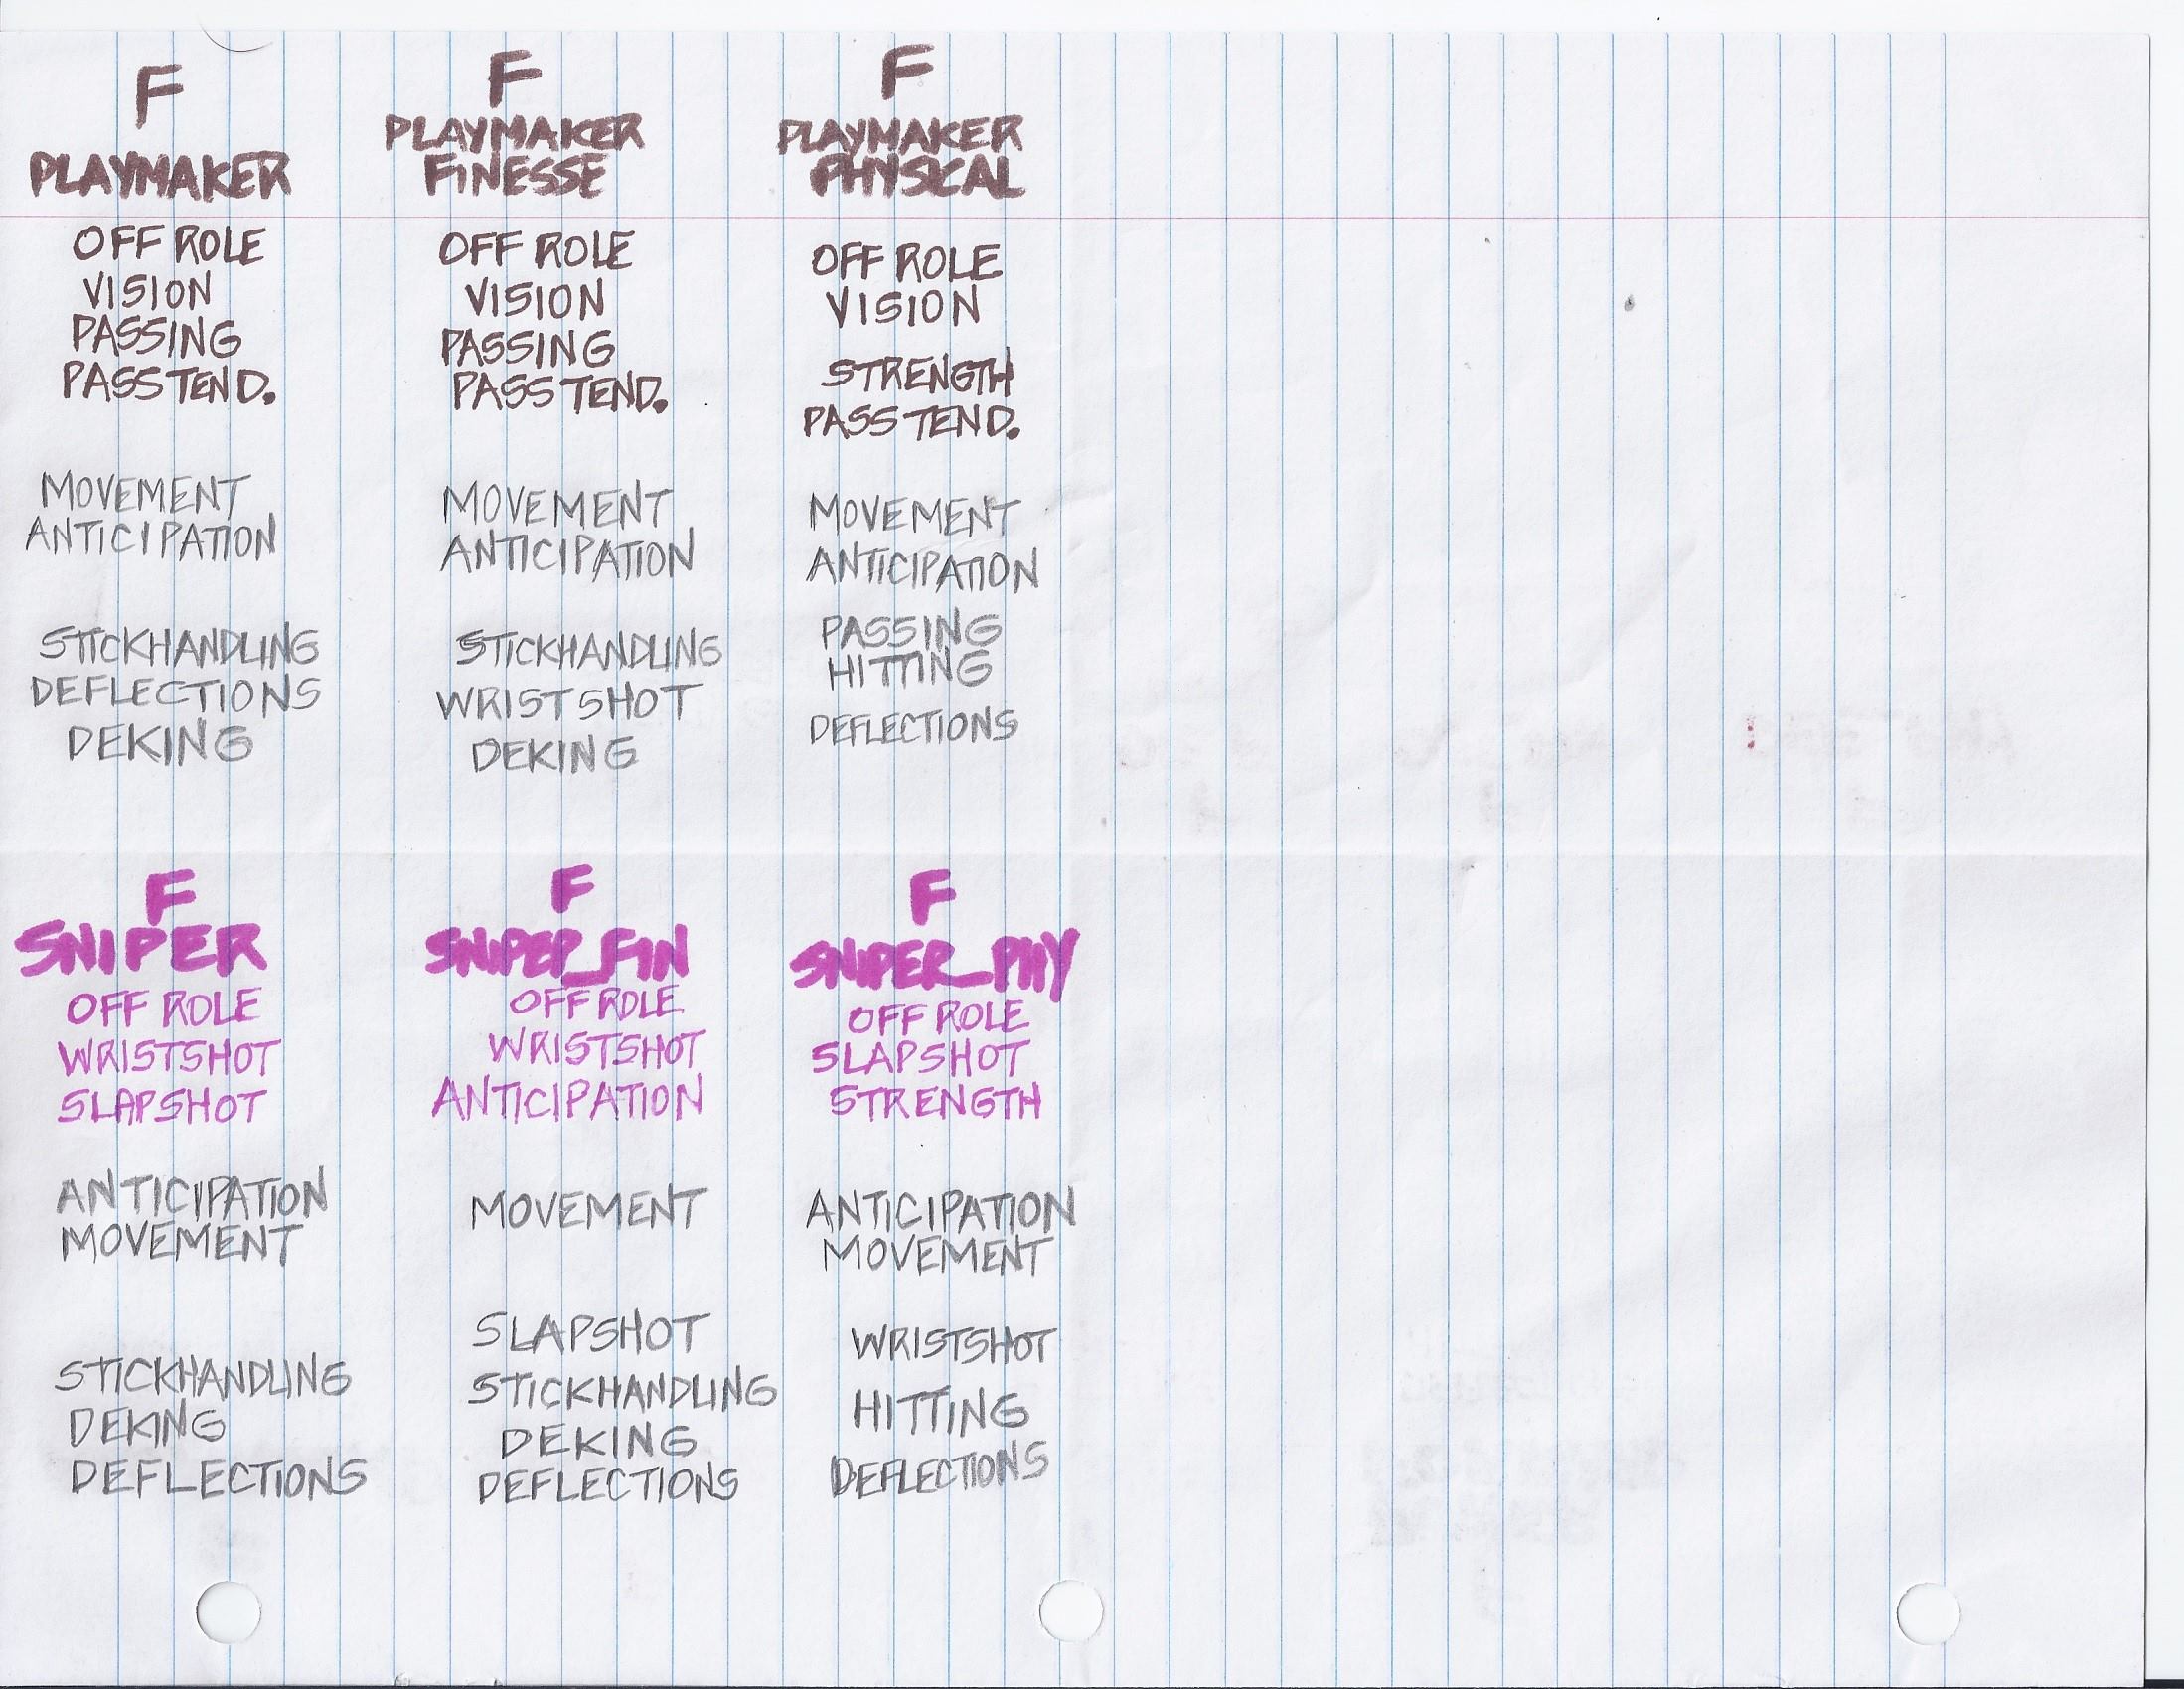 F
PLAYMAKER
OFF ROLE
VISION
PASSING
PASS TEND.
MOVEMENT
ANTICIPATION
STICKHANDLING
DEFLECTIONS
DEKING
F
PLAYMAKER
FINESSE
OFF ROLE
VISION
PASSING
PASS TEND.
MOVEMENT
ANTICIPATION
STICKHANDLING
WRISTSHOT
DEKING
F
PLAYMAKER
PHYSICAL
OFF ROLE
VISION
STRENGTH
PASS TEND.
MOVEMENT
ANTICIPATION
PASSING
HITTING
DEFLECTIONS
F
SNIPER
OFF ROLE
WRISTSHOT
SLAPSHOT
ANTICIPATION
MOVEMENT
STICKHANDLING
DEKING
DEFLECTIONS
F
SNIPER_FIN
OFF ROLE
WRISTSHOT
ANTICIPATION
MOVEMENT
SLAPSHOT
STICKHANDLING
DEKING
DEFLECTIONS
F
SNIPER_PHY
OFF ROLE
SLAPSHOT
STRENGTH
ANTICIPATION
MOVEMENT
WRISTSHOT
HITTING
DEFLECTIONS